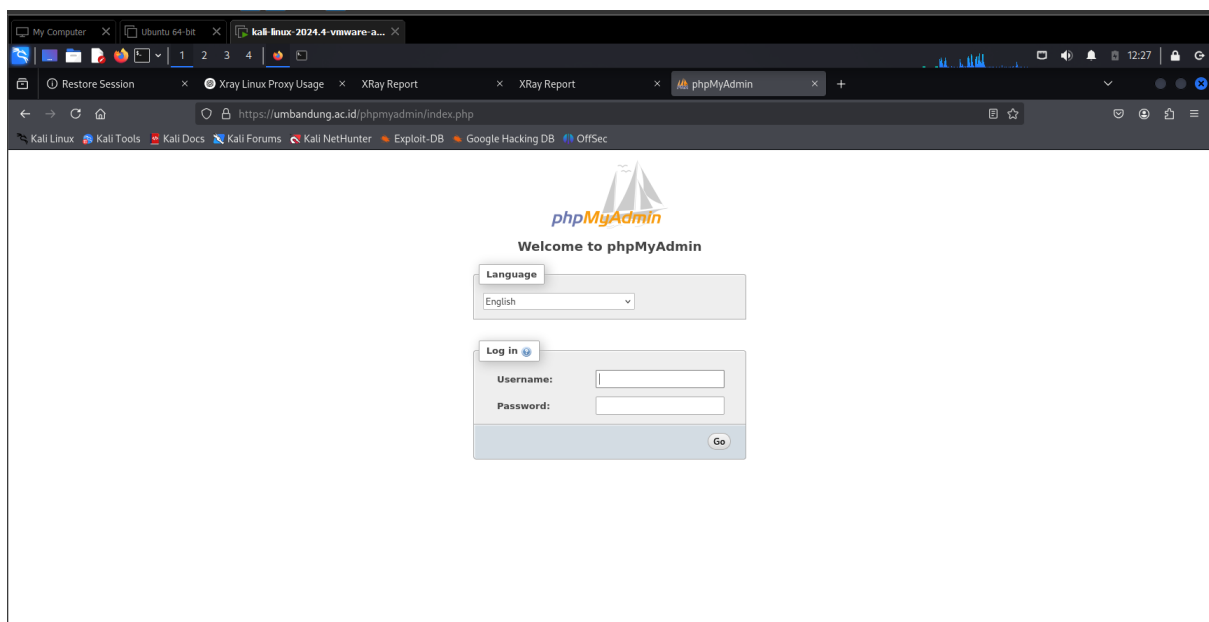 My Computer
Ubuntu 64-bit
kali-linux-2024.4-vmware-a...
1 2 3 4
12:27
Restore Session
Xray Linux Proxy Usage
XRay Report
XRay Report
phpMyAdmin
https://umbandung.ac.id/phpmyadmin/index.php
Kali Linux Kali Tools Kali Docs Kali Forums Kali NetHunter Exploit-DB Google Hacking DB OffSec
phpMyAdmin
Welcome to phpMyAdmin
Language
English
Log in
Username:
Password:
Go